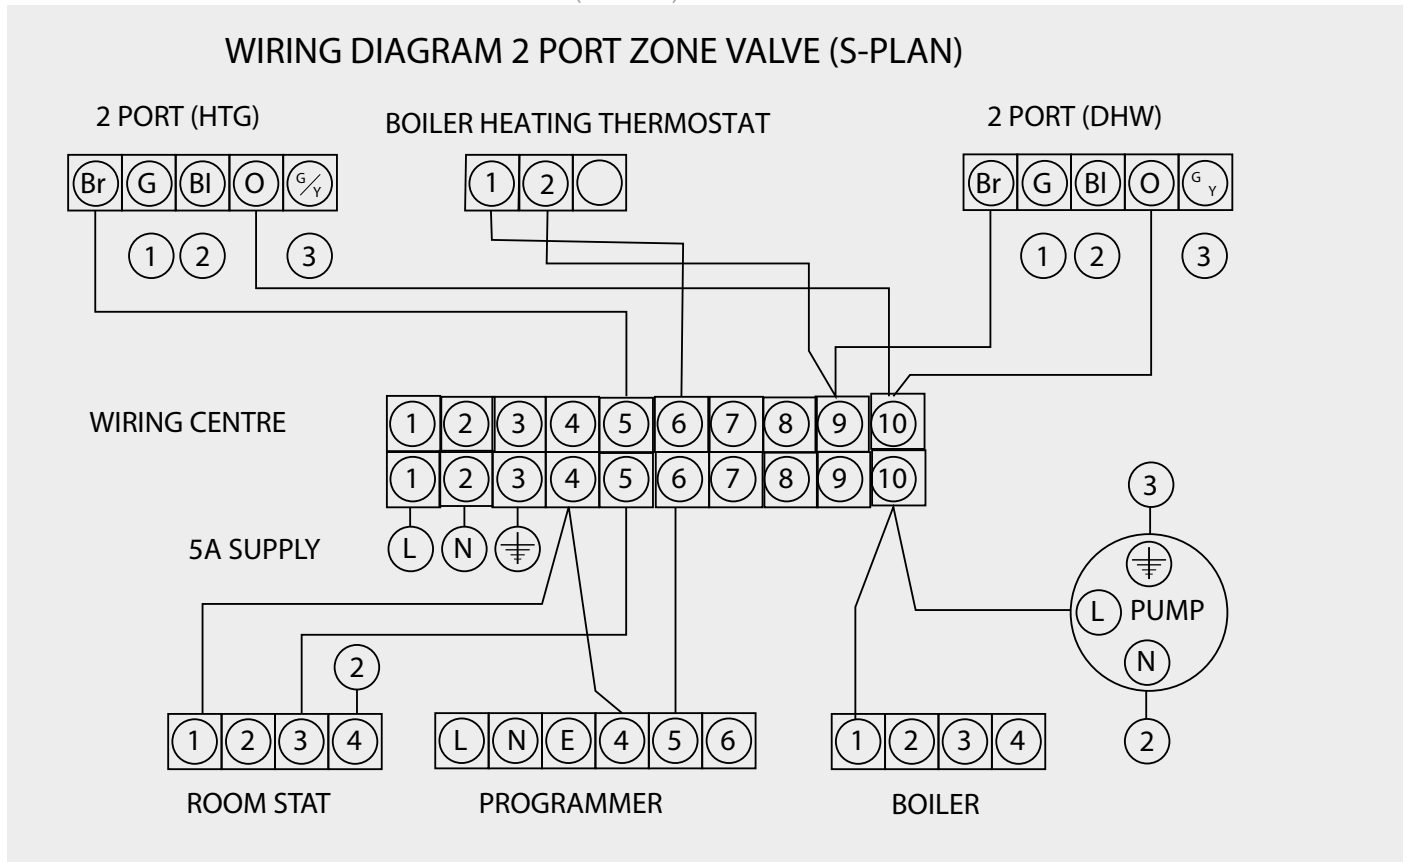 WIRING DIAGRAM 2 PORT ZONE VALVE (S-PLAN)
2 PORT (HTG)
BOILER HEATING THERMOSTAT
2 PORT (DHW)
Br G Bl O G/Y
1 2
Br G Bl O G Y
1 2 3
1 2 3
WIRING CENTRE
1 2 3 4 5 6 7 8 9 10
1 2 3 4 5 6 7 8 9 10
5A SUPPLY
L N
3
L PUMP
N
2
2
1 2 3 4
L N E 4 5 6
1 2 3 4
ROOM STAT
PROGRAMMER
BOILER